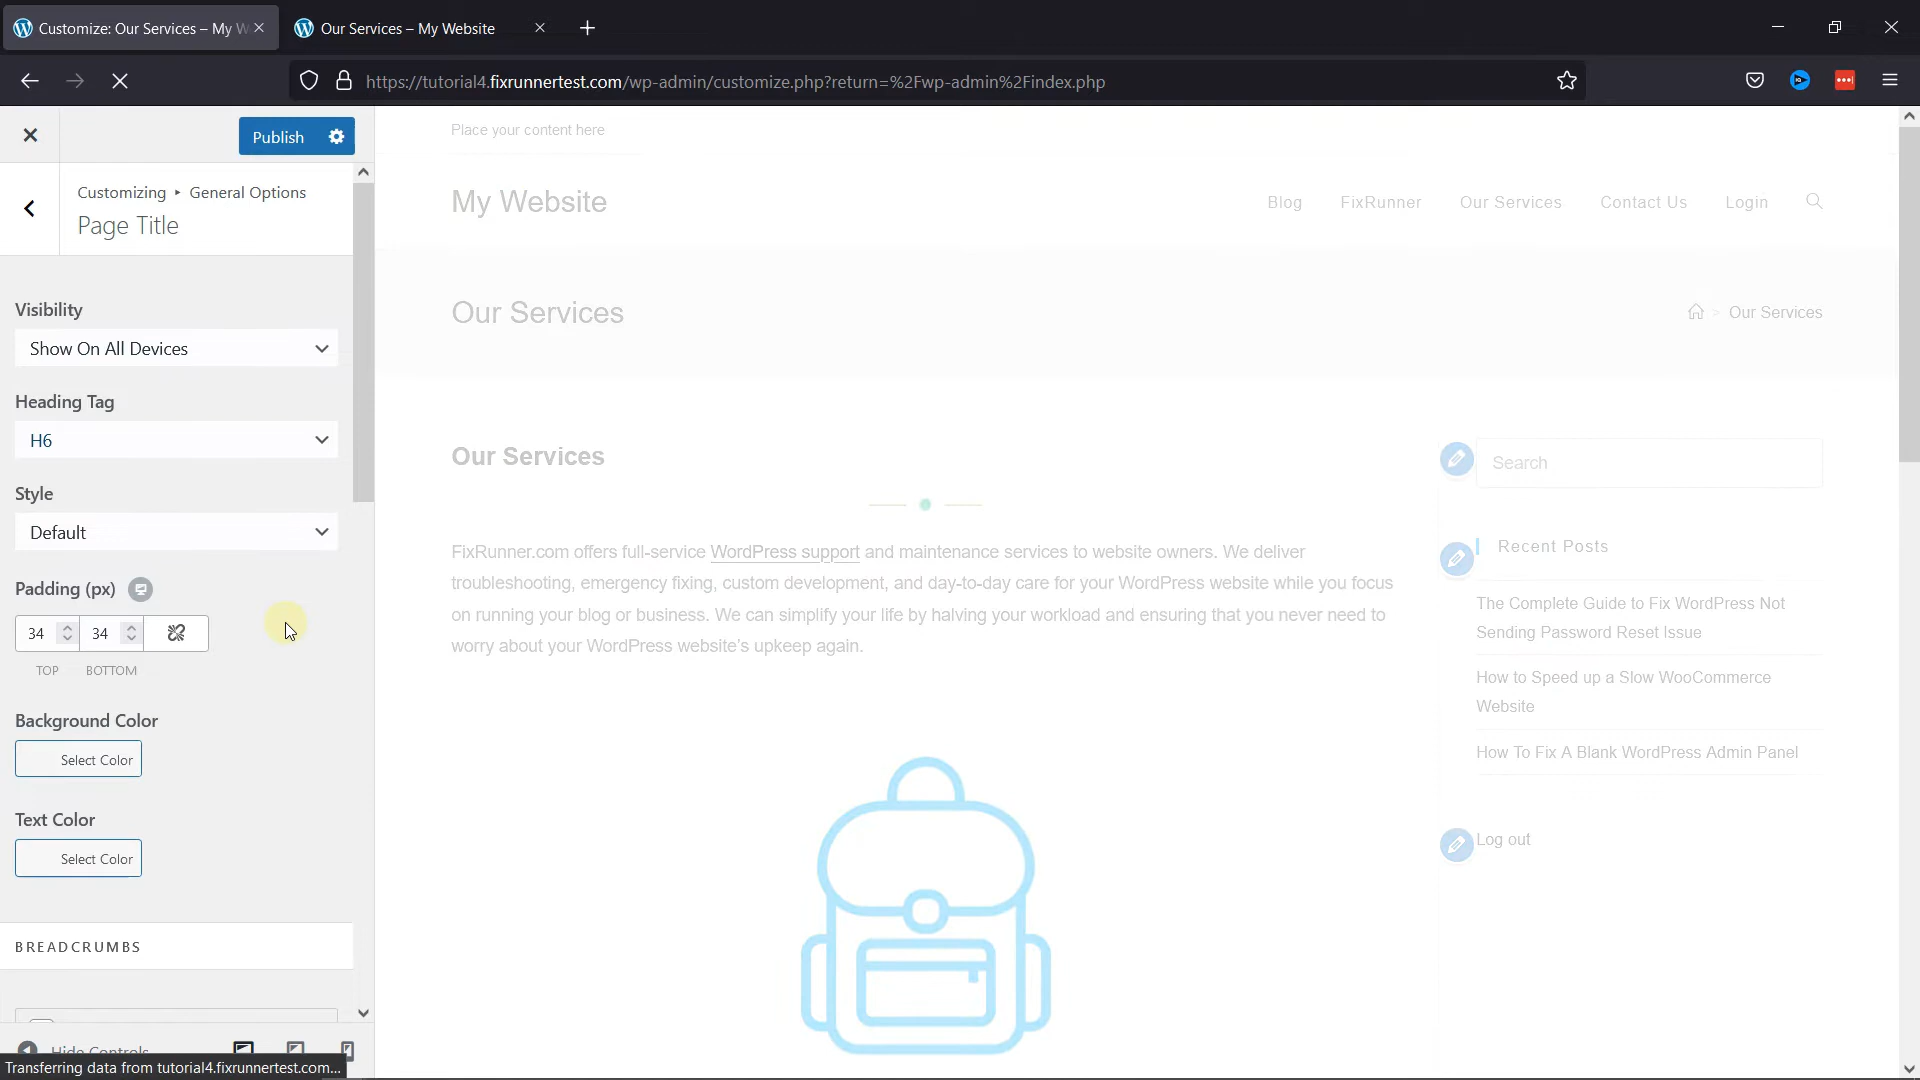 Customize: Our Services – My W
Our Services – My Website
https://tutorial4.fixrunnertest.com/wp-admin/customize.php?return=%2Fwp-admin%2Findex.php
Publish
Customizing ▸ General Options
Page Title
Visibility
Show On All Devices
Heading Tag
H6
Style
Default
Padding (px)
34 34
TOP BOTTOM
Background Color
Select Color
Text Color
Select Color
BREADCRUMBS
Hide Controls
Transferring data from tutorial4.fixrunnertest.com...
Place your content here
My Website
Blog FixRunner Our Services Contact Us Login
Our Services
> Our Services
Our Services
FixRunner.com offers full-service WordPress support and maintenance services to website owners. We deliver
troubleshooting, emergency fixing, custom development, and day-to-day care for your WordPress website while you focus
on running your blog or business. We can simplify your life by halving your workload and ensuring that you never need to
worry about your WordPress website's upkeep again.
Search
Recent Posts
The Complete Guide to Fix WordPress Not
Sending Password Reset Issue
How to Speed up a Slow WooCommerce
Website
How To Fix A Blank WordPress Admin Panel
Log out